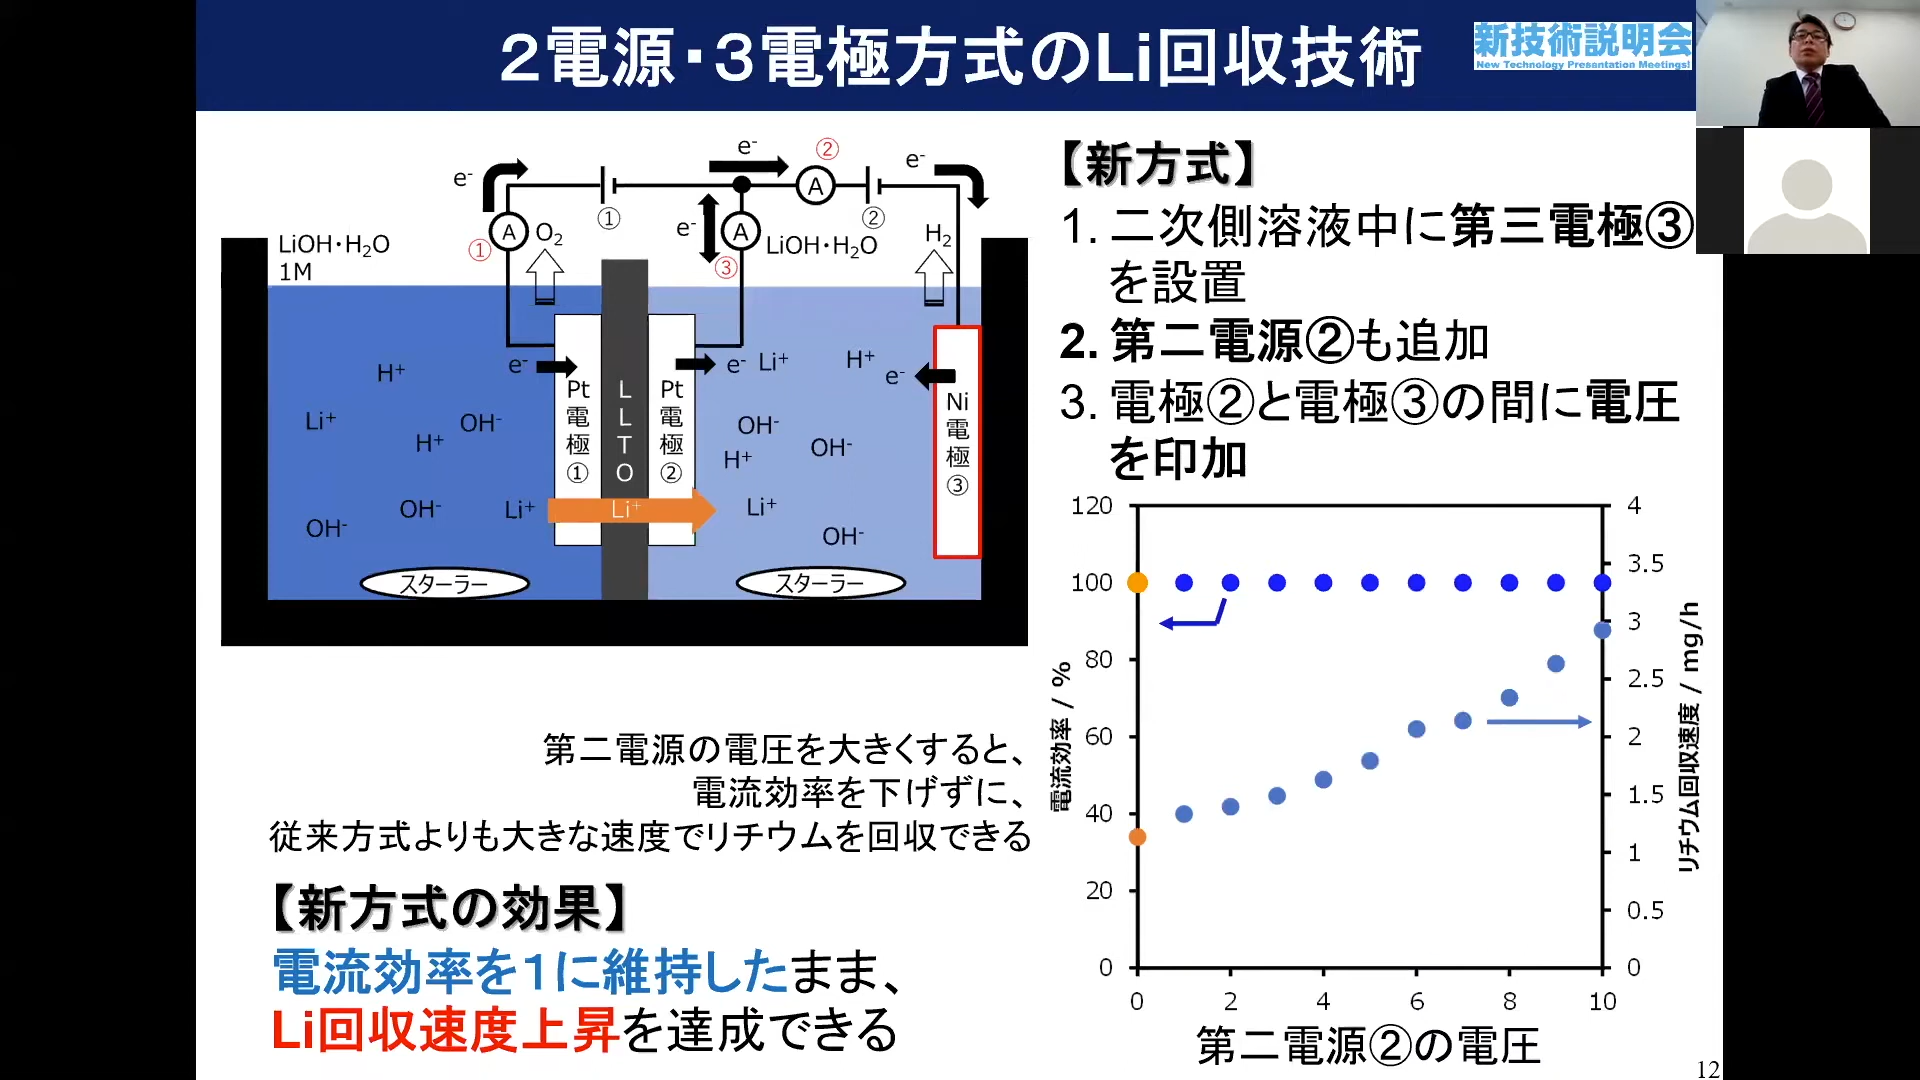 ２電源・３電極方式のLi回収技術
新技術説明会
New Technology Presentation Meetings!
【新方式】
1. 二次側溶液中に第三電極③
を設置
2. 第二電源②も追加
3. 電極②と電極③の間に電圧
を印加
e⁻
②
e⁻
e⁻
A
①
②
A
O₂
e⁻
A
LiOH・H₂O
H₂
LiOH・H₂O
1M
①
③
e⁻
e⁻
Li⁺
H⁺
e⁻
H⁺
Li⁺
OH⁻
H⁺
OH⁻
OH⁻
Li⁺
Pt電極①
LLTO
Li⁺
Pt電極②
OH⁻
OH⁻
H⁺
Li⁺
OH⁻
Ni電極③
スターラー
スターラー
第二電源の電圧を大きくすると、
電流効率を下げずに、
従来方式よりも大きな速度でリチウムを回収できる
【新方式の効果】
電流効率を１に維持したまま、
Li回収速度上昇を達成できる
120
100
80
60
40
20
0
電流効率 / %
4
3.5
3
2.5
2
1.5
1
0.5
0
リチウム回収速度 / mg/h
0 2 4 6 8 10
第二電源②の電圧
12